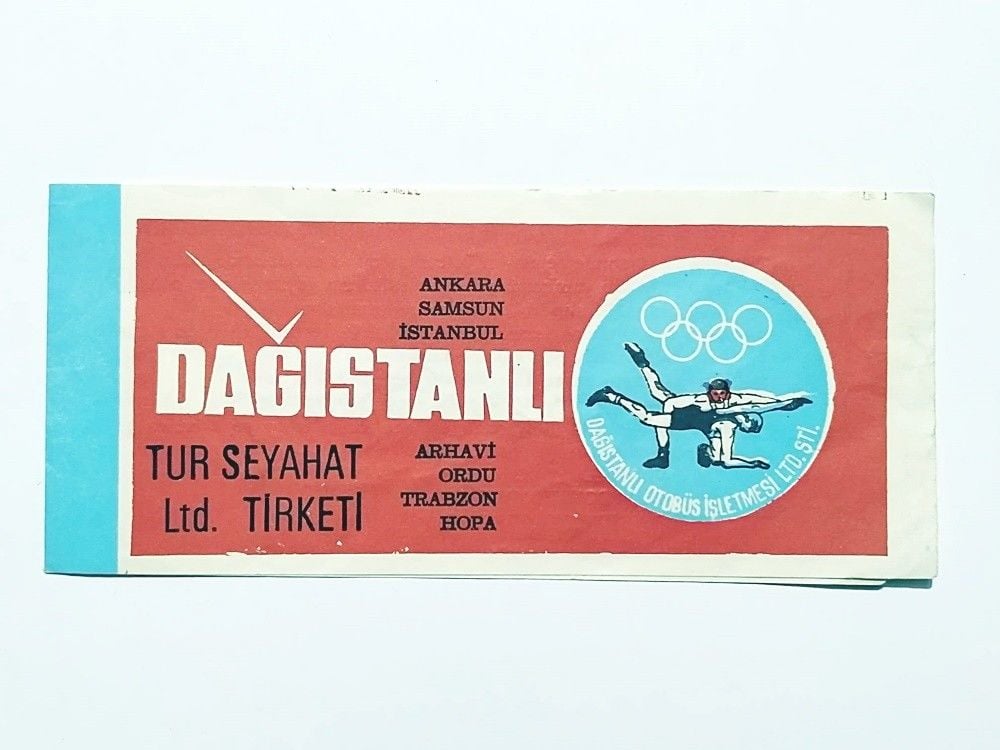 ANKARA
SAMSUN
İSTANBUL
DAĞISTANLI
TUR SEYAHAT
Ltd. TİRKETİ
ARHAVİ
ORDU
TRABZON
HOPA
DAĞISTANLI OTOBÜS İŞLETMESİ LTD. ŞTİ.